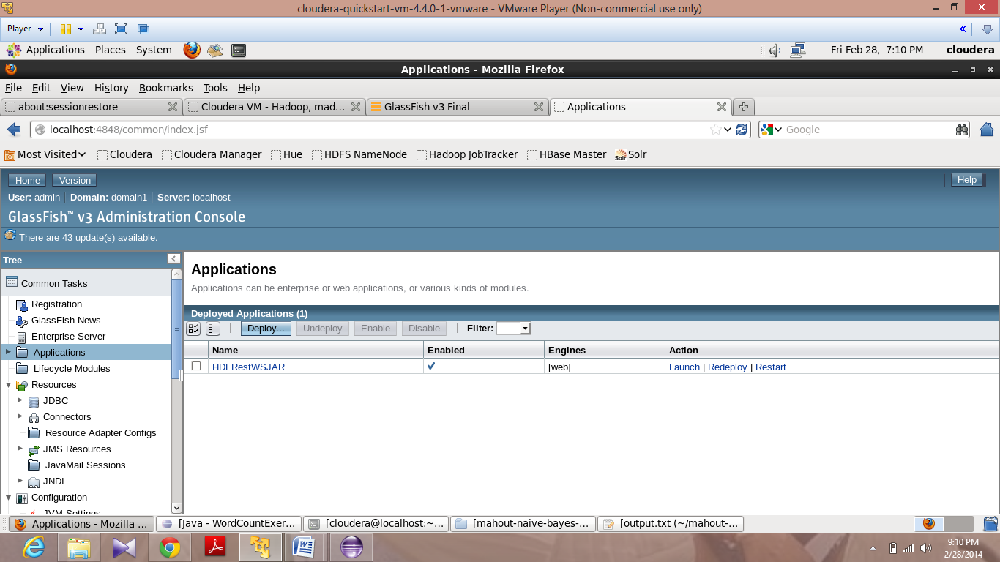 cloudera-quickstart-vm-4.4.0-1-vmware - VMware Player (Non-commercial use only)
Player
Applications Places System Fri Feb 28, 7:10 PM cloudera
Applications - Mozilla Firefox
File Edit View History Bookmarks Tools Help
about:sessionrestore Cloudera VM - Hadoop, mad... GlassFish v3 Final Applications
localhost:4848/common/index.jsf Google
Most Visited Cloudera Cloudera Manager Hue HDFS NameNode Hadoop JobTracker HBase Master Solr Solr
Home Version Help
User: admin Domain: domain1 Server: localhost
GlassFish™ v3 Administration Console
There are 43 update(s) available.
Tree
Common Tasks
Registration
GlassFish News
Enterprise Server
Applications
Lifecycle Modules
Resources
JDBC
Connectors
Resource Adapter Configs
JMS Resources
JavaMail Sessions
JNDI
Configuration
JVM Settings
Applications
Applications can be enterprise or web applications, or various kinds of modules.
Deployed Applications (1)
Deploy... Undeploy Enable Disable Filter:
Name Enabled Engines Action
HDFRestWSJAR [web] Launch | Redeploy | Restart
Applications - Mozilla ... [Java - WordCountExer... [cloudera@localhost:~... [mahout-naive-bayes-... [output.txt (~/mahout-...
9:10 PM
2/28/2014